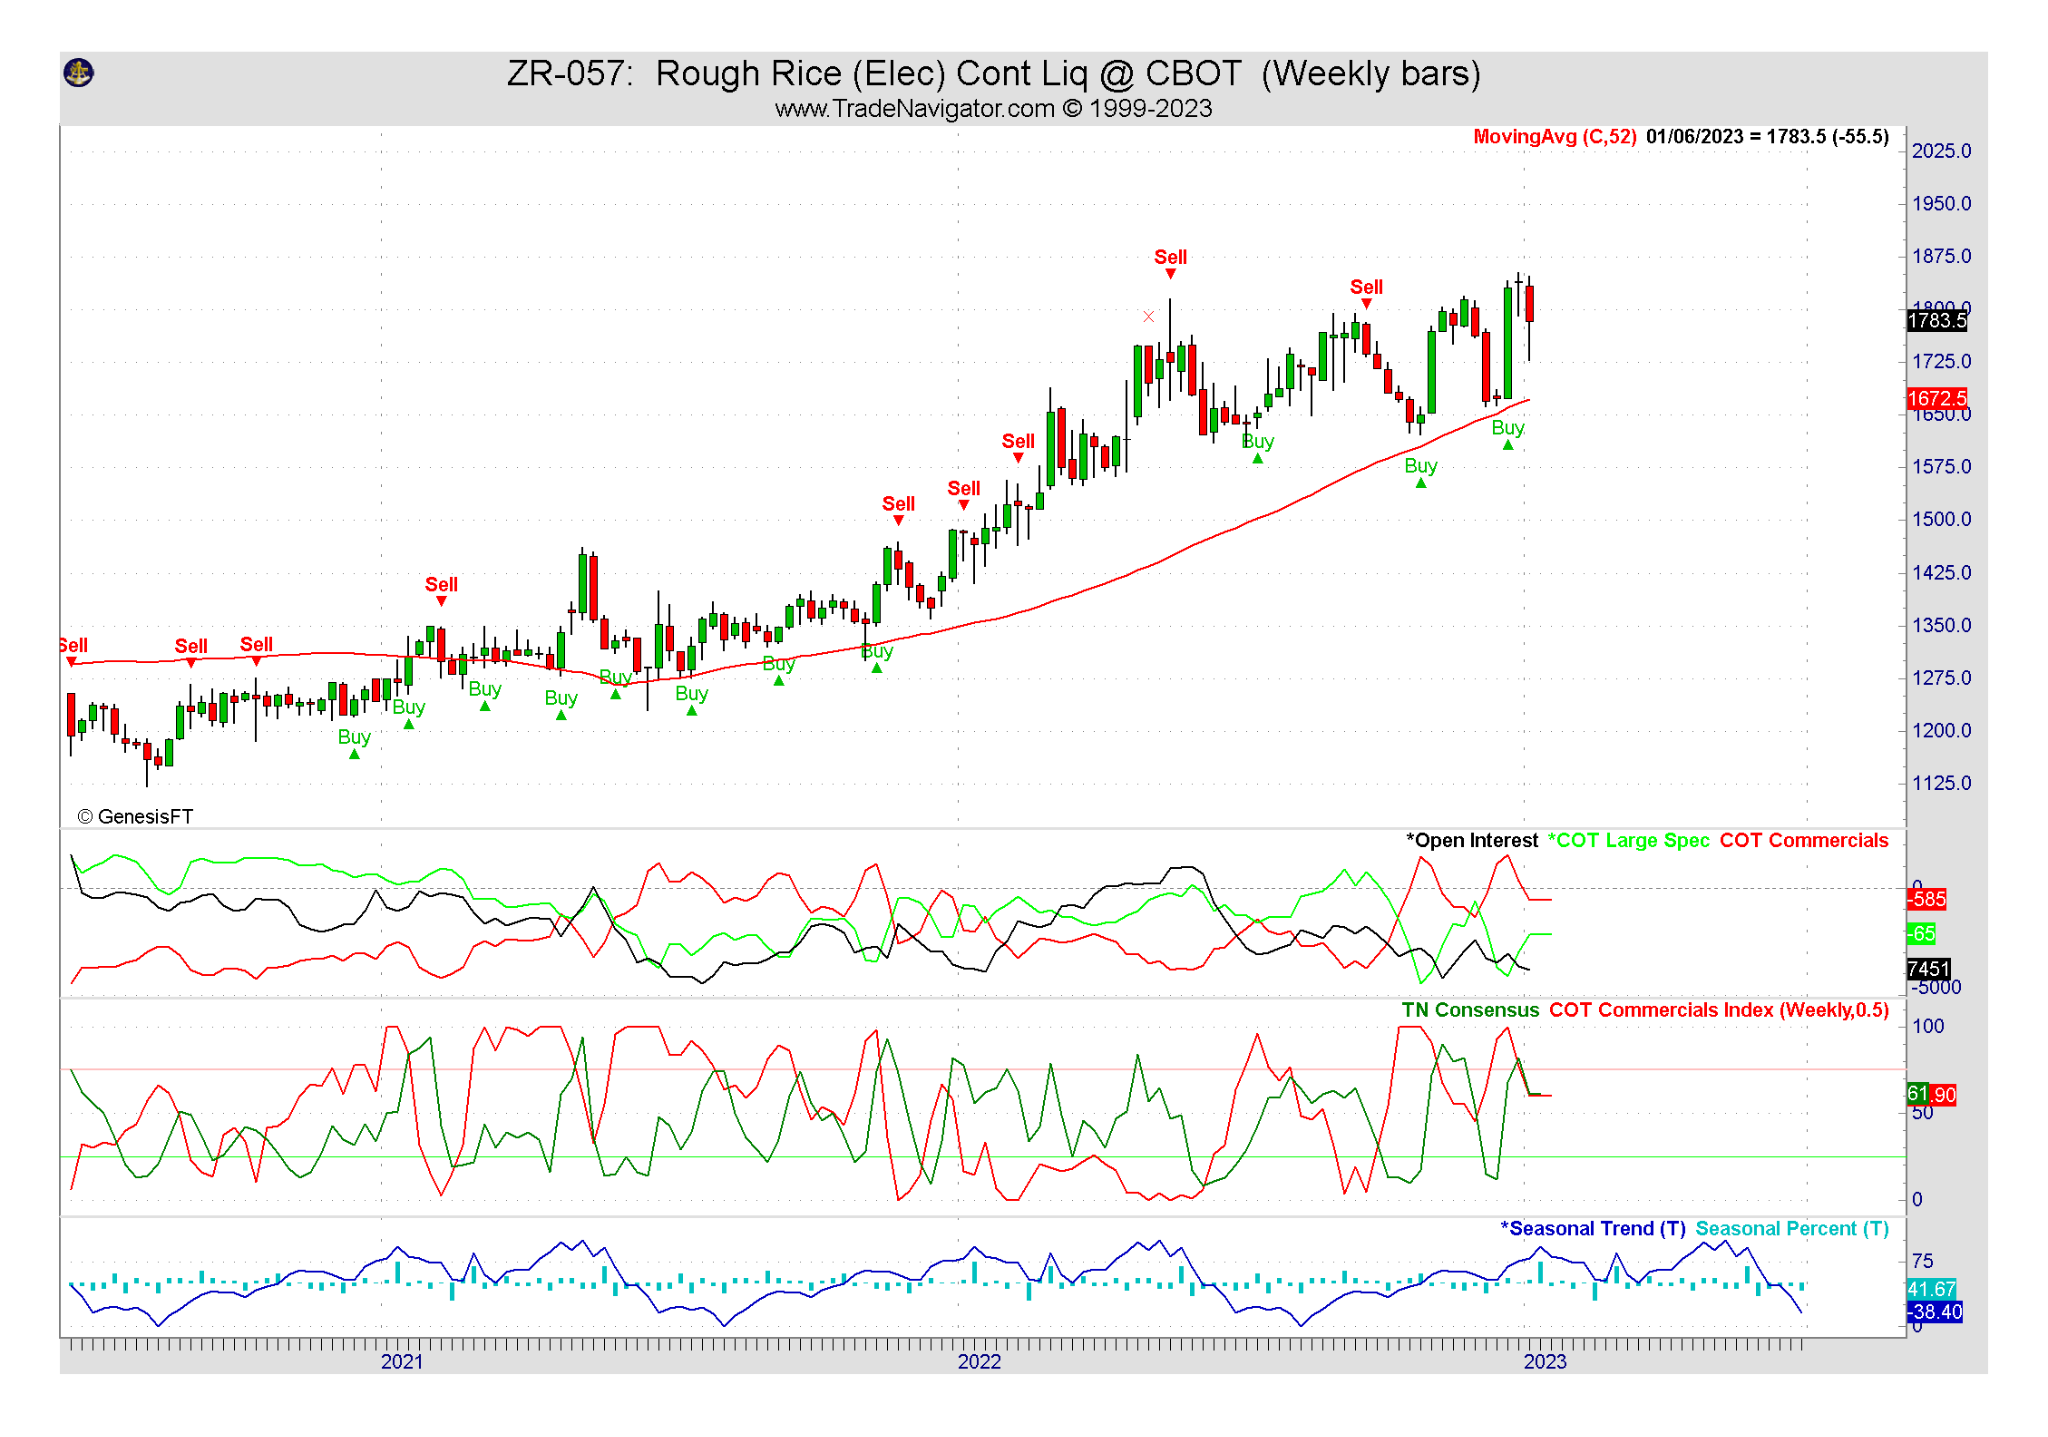 ZR-057: Rough Rice (Elec) Cont Liq @ CBOT (Weekly bars)
www.TradeNavigator.com © 1999-2023
MovingAvg (C,52) 01/06/2023 = 1783.5 (-55.5)
2025.0
1950.0
1875.0
1800.0
1783.5
1725.0
1672.5
1650.0
1575.0
1500.0
1425.0
1350.0
1275.0
1200.0
1125.0
Sell
Sell
Sell
Sell
Sell
Sell
Sell
Sell
Sell
Buy
Buy
Buy
Buy
Buy
Buy
Buy
Buy
Buy
Buy
Buy
© GenesisFT
*Open Interest *COT Large Spec COT Commercials
0
-585
-65
7451
-5000
TN Consensus COT Commercials Index (Weekly,0.5)
100
61.90
50
0
*Seasonal Trend (T) Seasonal Percent (T)
75
41.67
-38.40
0
2021 2022 2023